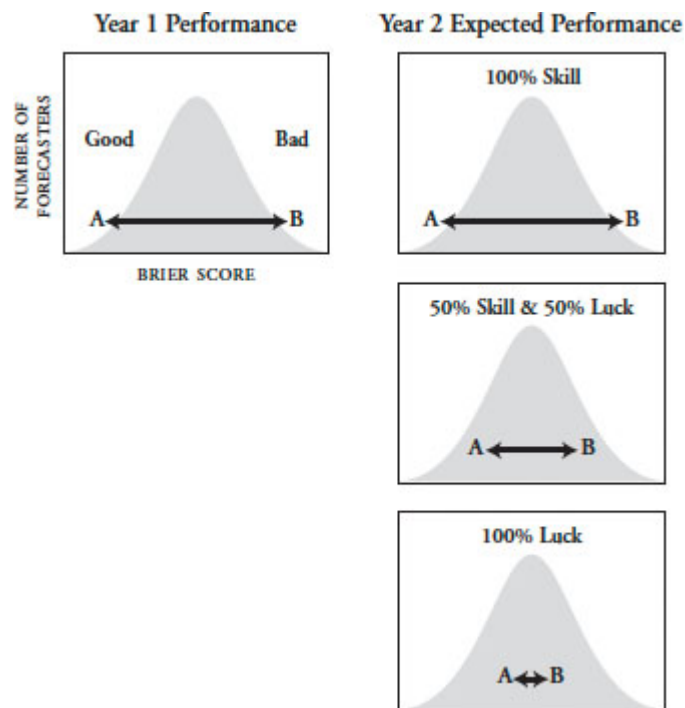 Year 1 Performance
Year 2 Expected Performance
NUMBER OF
FORECASTERS
Good
Bad
A
B
BRIER SCORE
100% Skill
A
B
50% Skill & 50% Luck
A
B
100% Luck
A
B